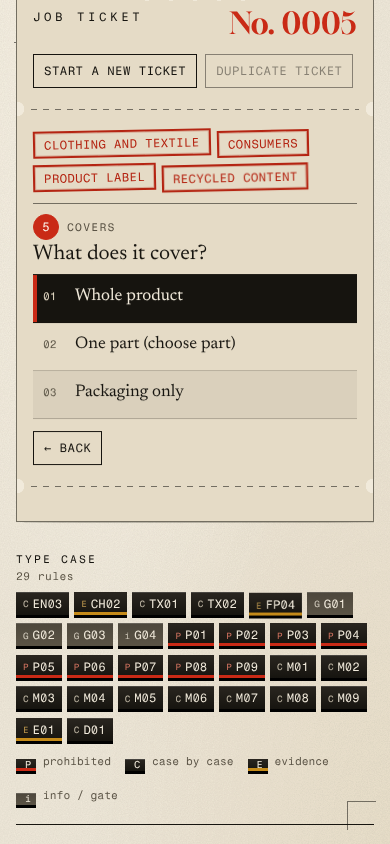 JOB TICKET No. 0005
START A NEW TICKET DUPLICATE TICKET
CLOTHING AND TEXTILE CONSUMERS
PRODUCT LABEL RECYCLED CONTENT
5 COVERS
What does it cover?
01 Whole product
02 One part (choose part)
03 Packaging only
← BACK
TYPE CASE
29 rules
C EN03 E CH02 C TX01 C TX02 E FP04 G G01
G G02 G G03 i G04 P P01 P P02 P P03 P P04
P P05 P P06 P P07 P P08 P P09 C M01 C M02
C M03 C M04 C M05 C M06 C M07 C M08 C M09
E E01 C D01
P prohibited C case by case E evidence
i info / gate